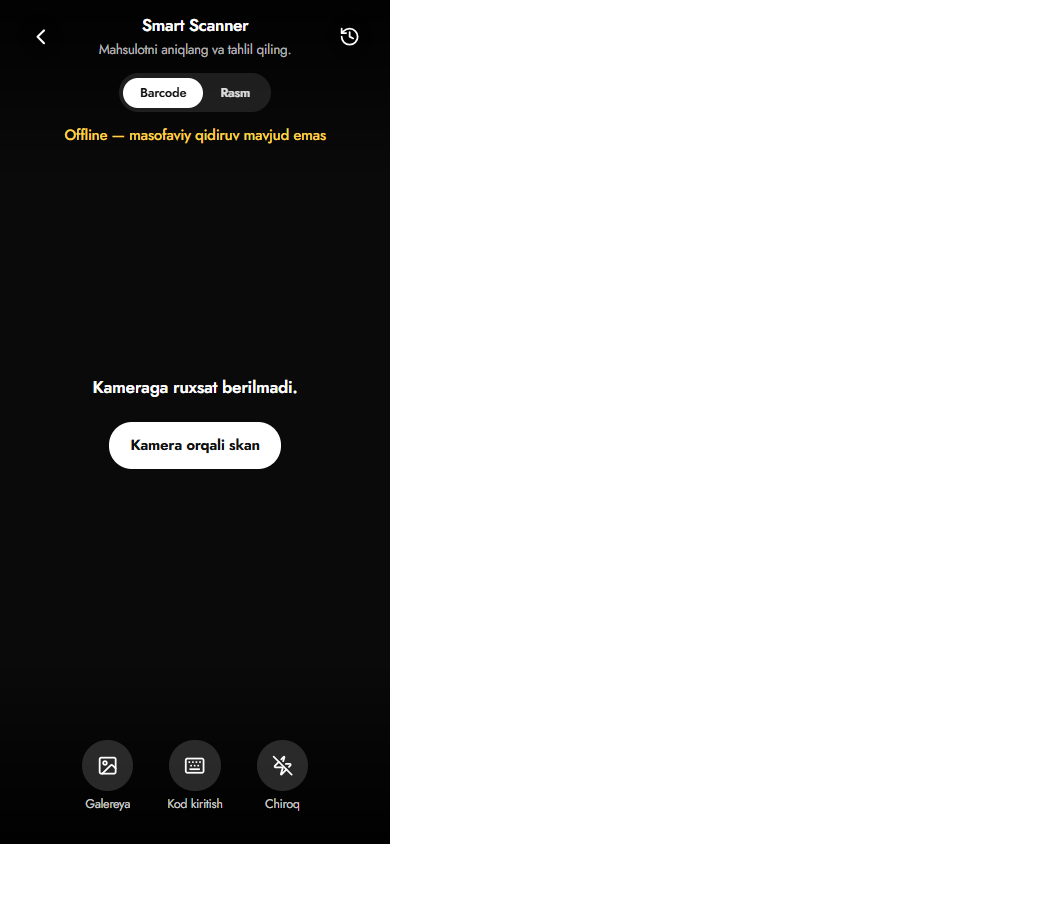 Smart Scanner
Mahsulotni aniqlang va tahlil qiling.
Barcode Rasm
Offline — masofaviy qidiruv mavjud emas
Kameraga ruxsat berilmadi.
Kamera orqali skan
Galereya Kod kiritish Chiroq